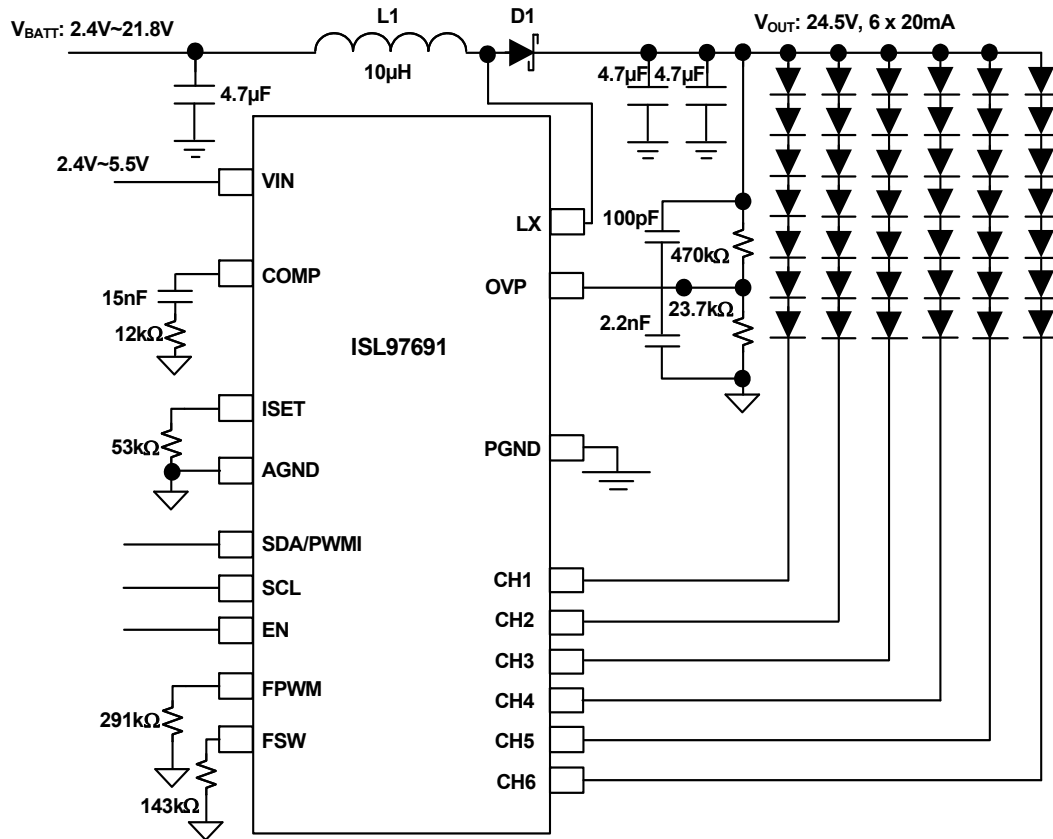 L1
D1
VBATT: 2.4V~21.8V
VOUT: 24.5V, 6 x 20mA
10µH
4.7µF
4.7µF 4.7µF
2.4V~5.5V
VIN
LX
100pF
470kΩ
COMP
OVP
15nF
23.7kΩ
12kΩ
2.2nF
ISL97691
ISET
53kΩ
PGND
AGND
SDA/PWMI
CH1
SCL
CH2
EN
CH3
FPWM
CH4
291kΩ
FSW
CH5
CH6
143kΩ